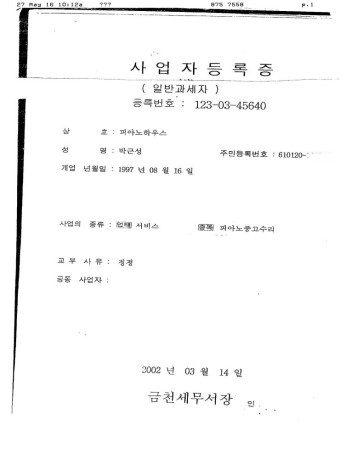 27 May 16 10:12a ??? 875 7558 p.1
사 업 자 등 록 증
( 일반과세자 )
등록번호 : 123-03-45640
상 호 : 피아노하우스
성 명 : 박근성 주민등록번호 : 610120-
개업 년월일 : 1997 년 08 월 16 일
사업의 종류 : 업태 서비스 종목 피아노중고수리
교 부 사 유 : 정정
공동 사업자 :
2002 년 03 월 14 일
금천세무서장 인